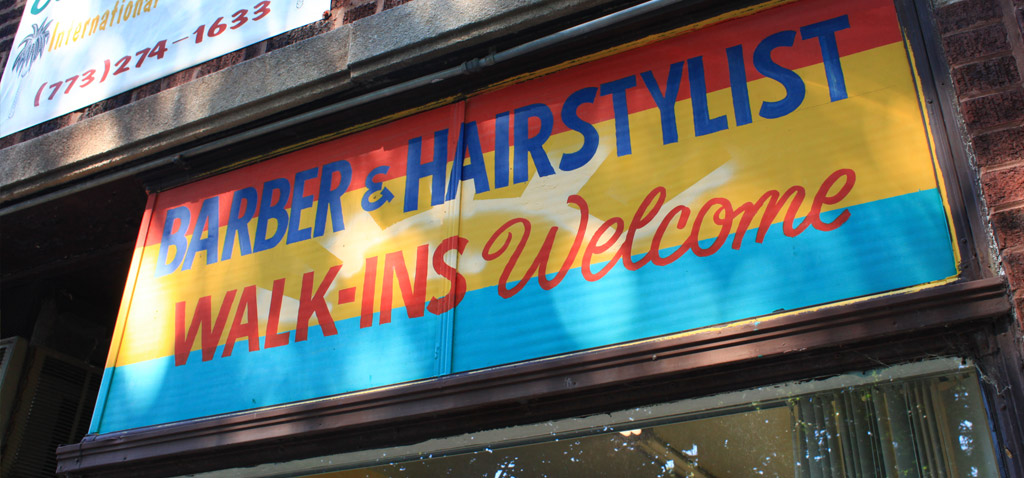 International
(773)274-1633
BARBER & HAIRSTYLIST
WALK-INS Welcome